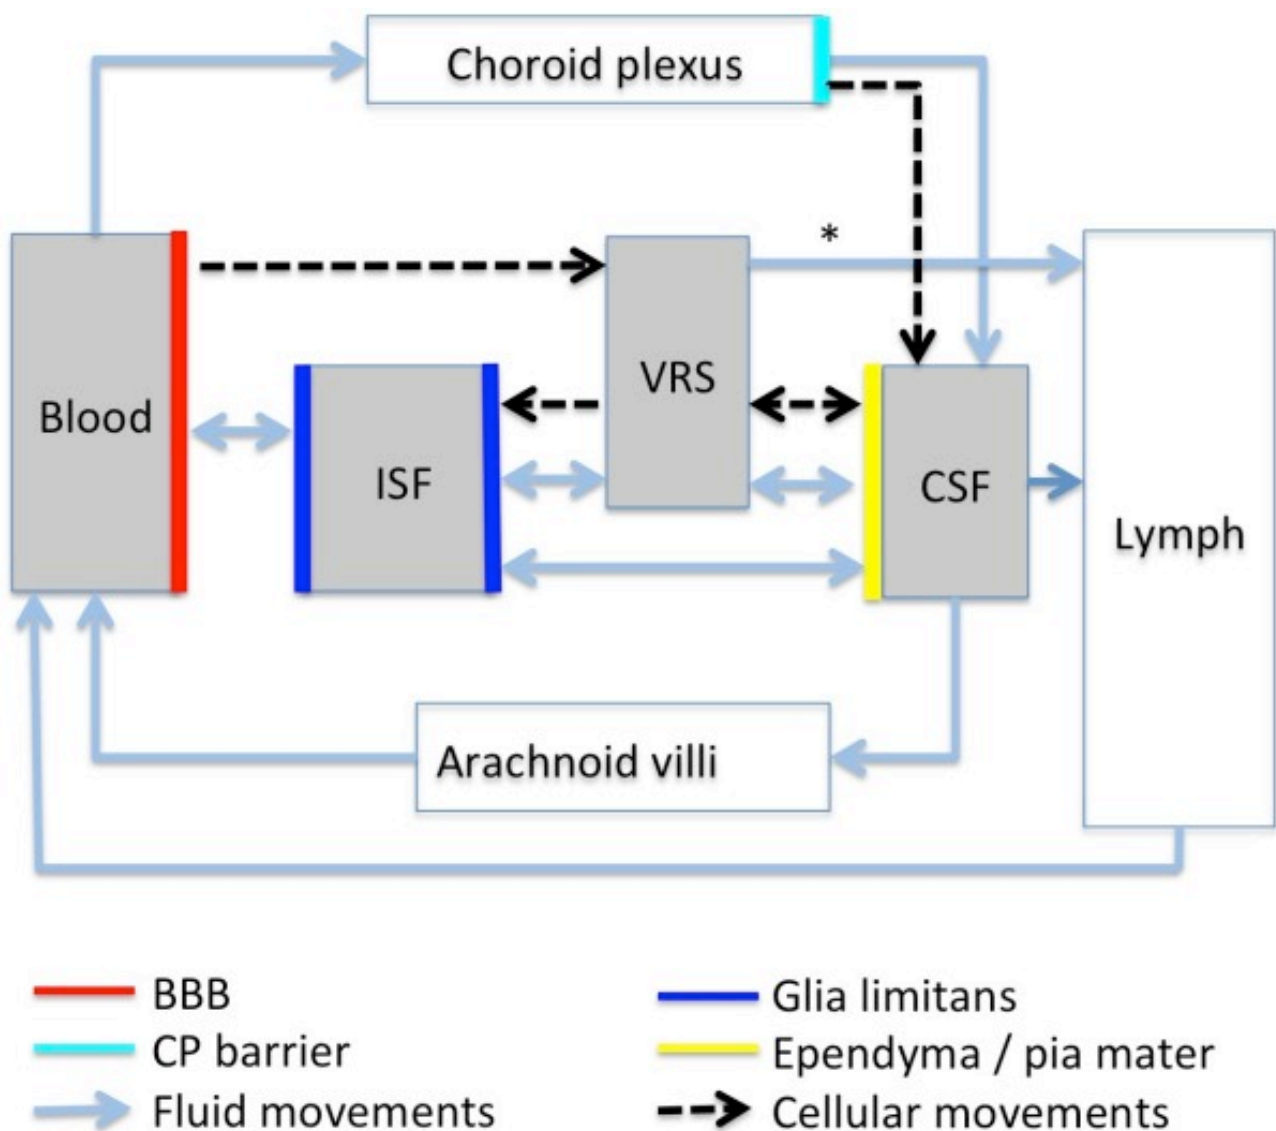 Choroid plexus
*
Blood
VRS
ISF
CSF
Lymph
Arachnoid villi
BBB
Glia limitans
CP barrier
Ependyma / pia mater
Fluid movements
Cellular movements